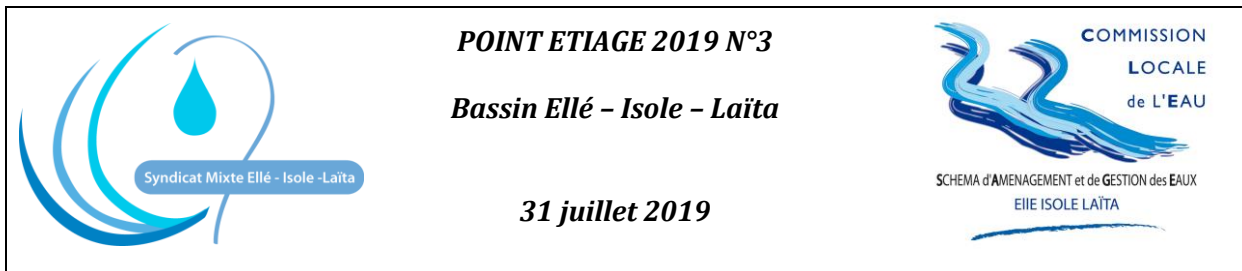 Syndicat Mixte Ellé - Isole -Laïta
POINT ETIAGE 2019 N°3
Bassin Ellé – Isole – Laïta
31 juillet 2019
COMMISSION
LOCALE
de L'EAU
SCHEMA d'AMENAGEMENT et de GESTION des EAUX
EllE ISOLE LAÏTA